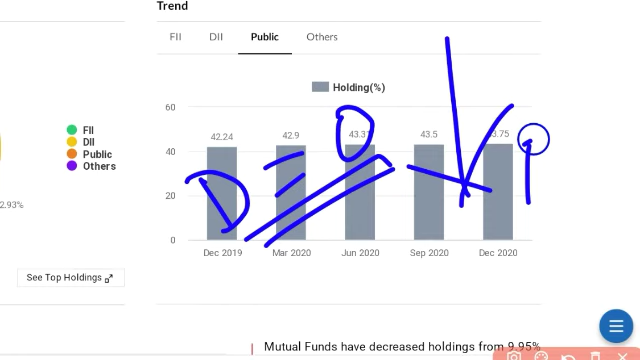 Trend
FII DII Public Others
Holding(%)
60
42.24 42.9 43.5
40
20
0
Dec 2019 Mar 2020 Jun 2020 Sep 2020 Dec 2020
FII
DII
Public
Others
2.93%
See Top Holdings
Mutual Funds have decreased holdings from 9.95%